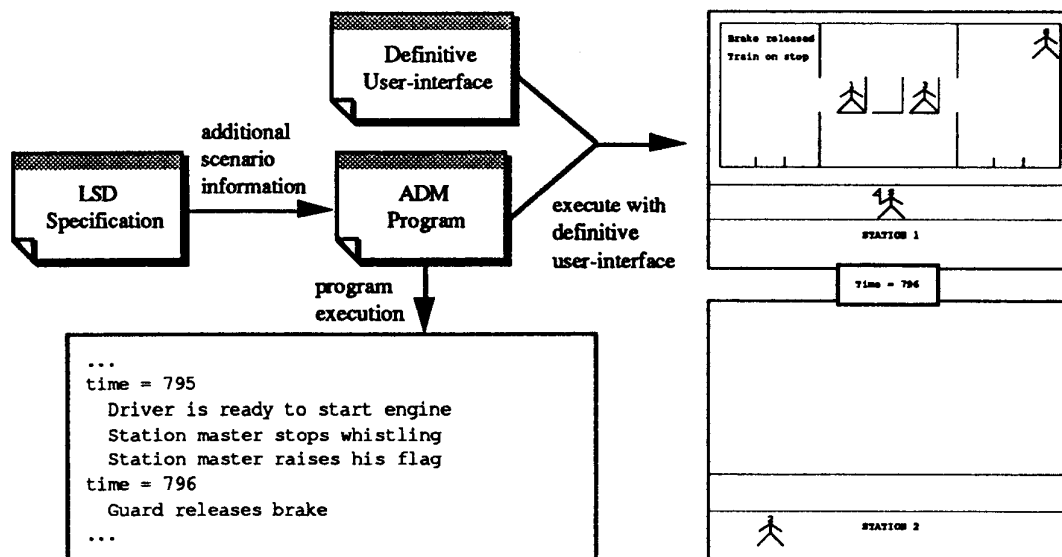 Definitive
User-interface
additional
scenario
information
LSD
Specification
ADM
Program
execute with
definitive
user-interface
program
execution
...
time = 795
Driver is ready to start engine
Station master stops whistling
Station master raises his flag
time = 796
Guard releases brake
...
Brake released
Train on stop
STATION 1
Time = 796
STATION 2